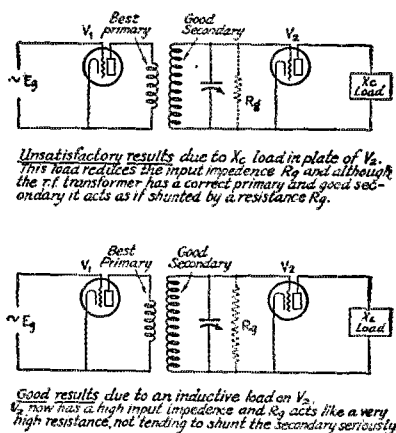 Best primary
Good Secondary
V₁
V₂
~ Eg
Rg
Xc Load
Unsatisfactory results due to Xc load in plate of V₂.
This load reduces the input impedence Rg and although
the r.f. transformer has a correct primary and good sec-
ondary it acts as if shunted by a resistance Rg.
Best Primary
Good Secondary
V₁
V₂
~ Eg
Rg
XL Load
Good results due to an inductive load on V₂.
V₂ now has a high input impedence and Rg acts like a very
high resistance, not tending to shunt the secondary seriously